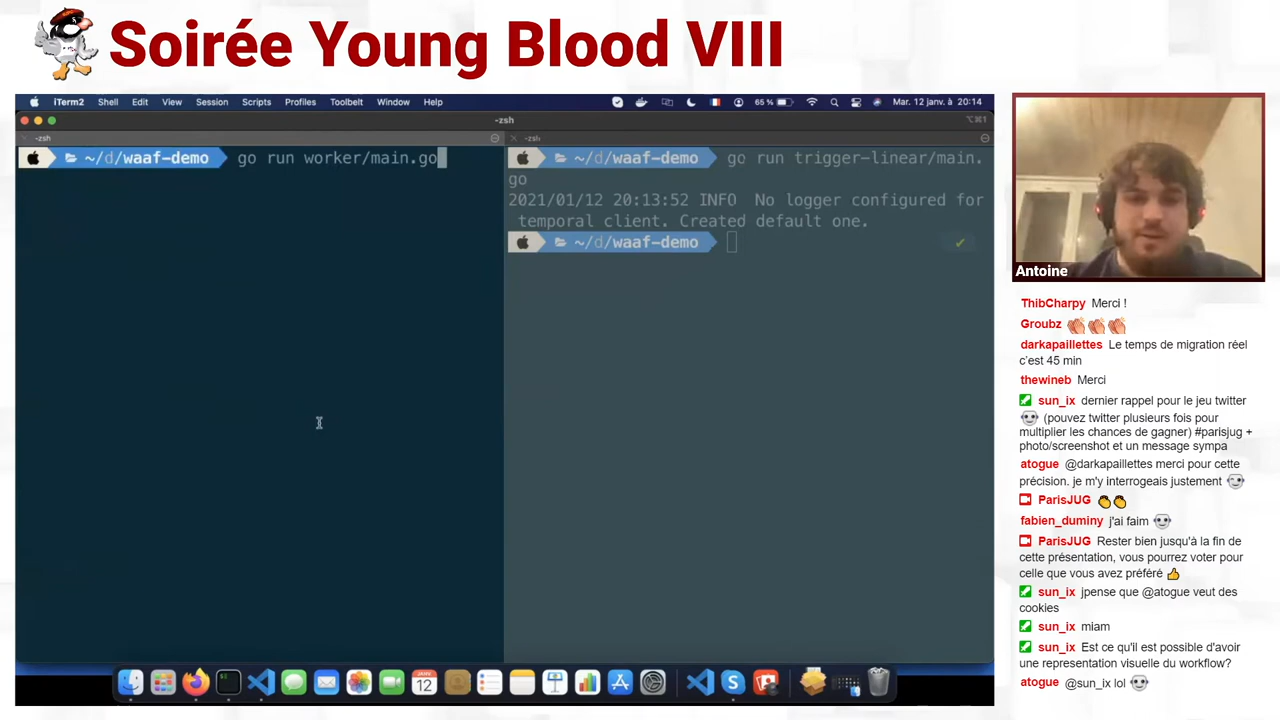 Soirée Young Blood VIII
iTerm2 Shell Edit View Session Scripts Profiles Toolbelt Window Help 65 % Mar. 12 janv. à 20:14
-zsh ⌥⌘1
-zsh
~/d/waaf-demo go run worker/main.go
-zsh
~/d/waaf-demo go run trigger-linear/main.
go
2021/01/12 20:13:52 INFO No logger configured for
temporal client. Created default one.
~/d/waaf-demo ✓
JANV.
12
Antoine
ThibCharpy Merci !
Groubz 👏👏👏
darkapaillettes Le temps de migration réel
c'est 45 min
thewineb Merci
sun_ix dernier rappel pour le jeu twitter
(pouvez twitter plusieurs fois pour
multiplier les chances de gagner) #parisjug +
photo/screenshot et un message sympa
atogue @darkapaillettes merci pour cette
précision. je m'y interrogeais justement
ParisJUG 👏👏
fabien_duminy j'ai faim
ParisJUG Rester bien jusqu'à la fin de
cette présentation, vous pourrez voter pour
celle que vous avez préféré 👍
sun_ix jpense que @atogue veut des
cookies
sun_ix miam
sun_ix Est ce qu'il est possible d'avoir
une representation visuelle du workflow?
atogue @sun_ix lol